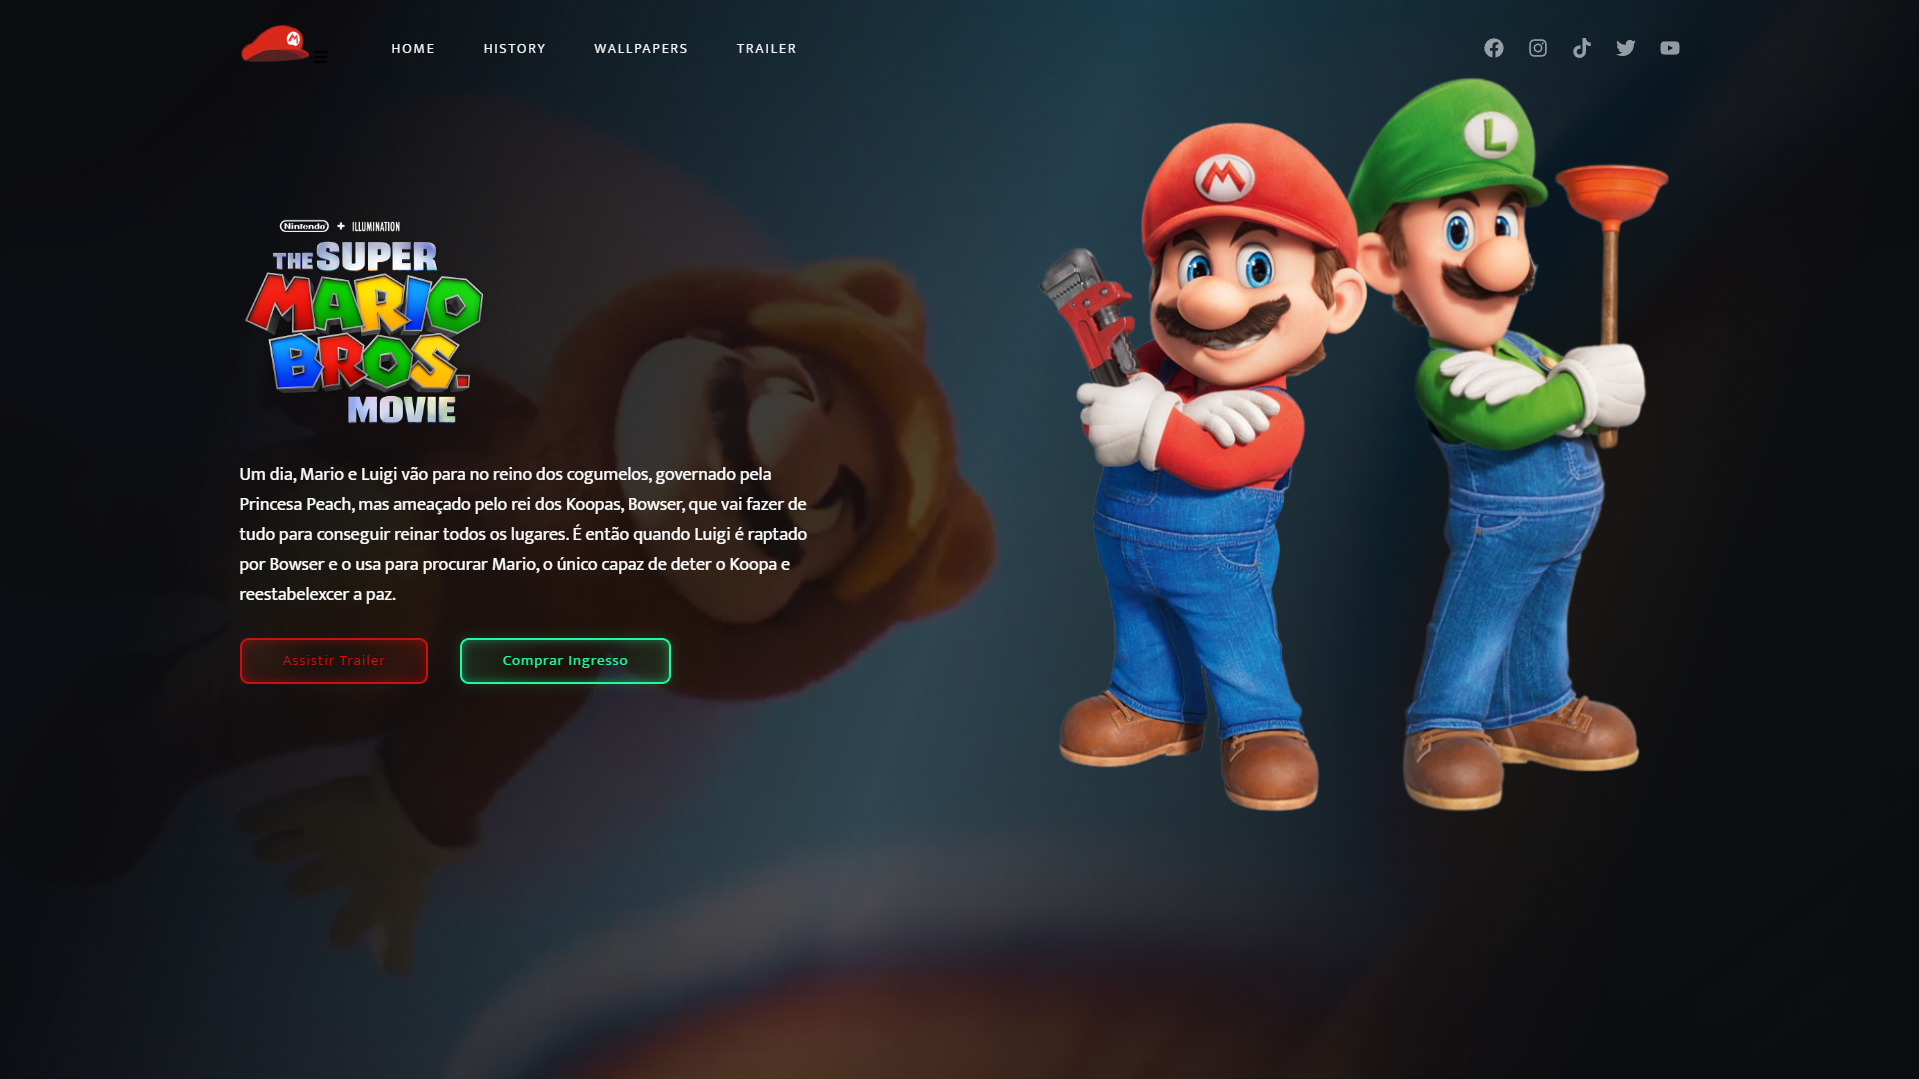 HOME
HISTORY
WALLPAPERS
TRAILER
M
L
M
Nintendo + ILLUMINATION
THE SUPER
MARIO
BROS.
MOVIE
Um dia, Mario e Luigi vão para no reino dos cogumelos, governado pela
Princesa Peach, mas ameaçado pelo rei dos Koopas, Bowser, que vai fazer de
tudo para conseguir reinar todos os lugares. É então quando Luigi é raptado
por Bowser e o usa para procurar Mario, o único capaz de deter o Koopa e
reestabelexcer a paz.
Assistir Trailer
Comprar Ingresso